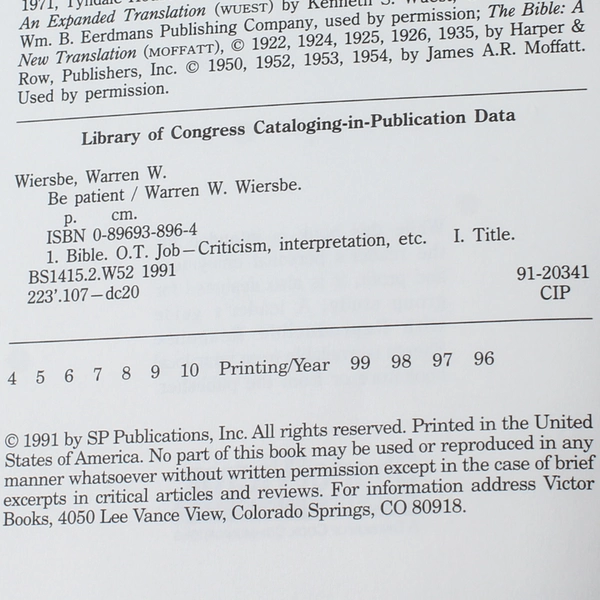 1971, Tyndale
An Expanded Translation (WUEST) by Kenneth S. Wuest,
Wm. B. Eerdmans Publishing Company, used by permission; The Bible: A
New Translation (MOFFATT), © 1922, 1924, 1925, 1926, 1935, by Harper &
Row, Publishers, Inc. © 1950, 1952, 1953, 1954, by James A.R. Moffatt.
Used by permission.
Library of Congress Cataloging-in-Publication Data
Wiersbe, Warren W.
Be patient / Warren W. Wiersbe.
p. cm.
ISBN 0-89693-896-4
1. Bible. O.T. Job—Criticism, interpretation, etc. I. Title.
BS1415.2.W52 1991
223'.107—dc20
91-20341
CIP
4 5 6 7 8 9 10 Printing/Year 99 98 97 96
© 1991 by SP Publications, Inc. All rights reserved. Printed in the United
States of America. No part of this book may be used or reproduced in any
manner whatsoever without written permission except in the case of brief
excerpts in critical articles and reviews. For information address Victor
Books, 4050 Lee Vance View, Colorado Springs, CO 80918.